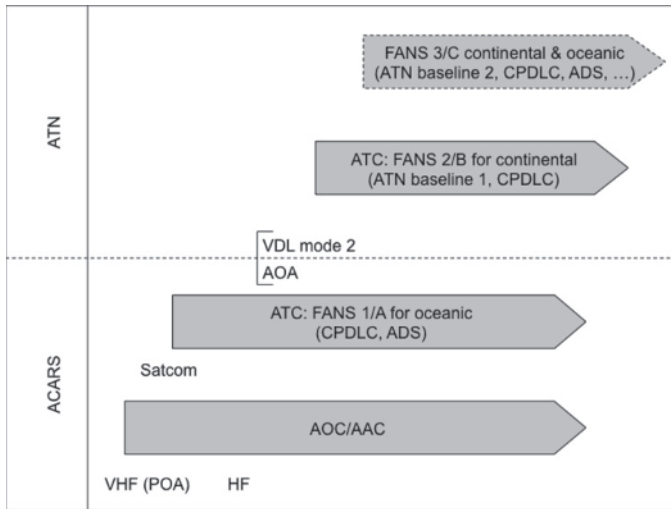 FANS 3/C continental & oceanic
(ATN baseline 2, CPDLC, ADS, ...)
ATN
ATC: FANS 2/B for continental
(ATN baseline 1, CPDLC)
VDL mode 2
AOA
ATC: FANS 1/A for oceanic
(CPDLC, ADS)
Satcom
ACARS
AOC/AAC
VHF (POA) HF